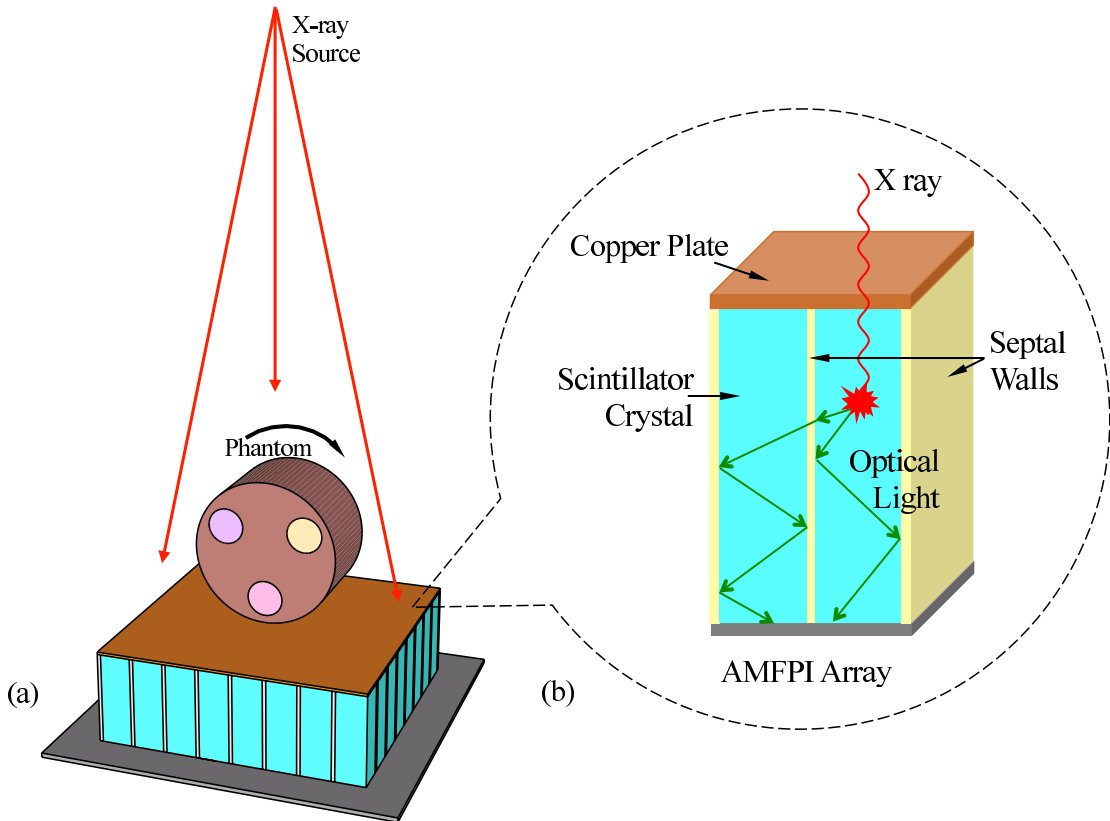 X-ray
Source
Phantom
(a)
X ray
Copper Plate
Septal
Walls
Scintillator
Crystal
Optical
Light
AMFPI Array
(b)